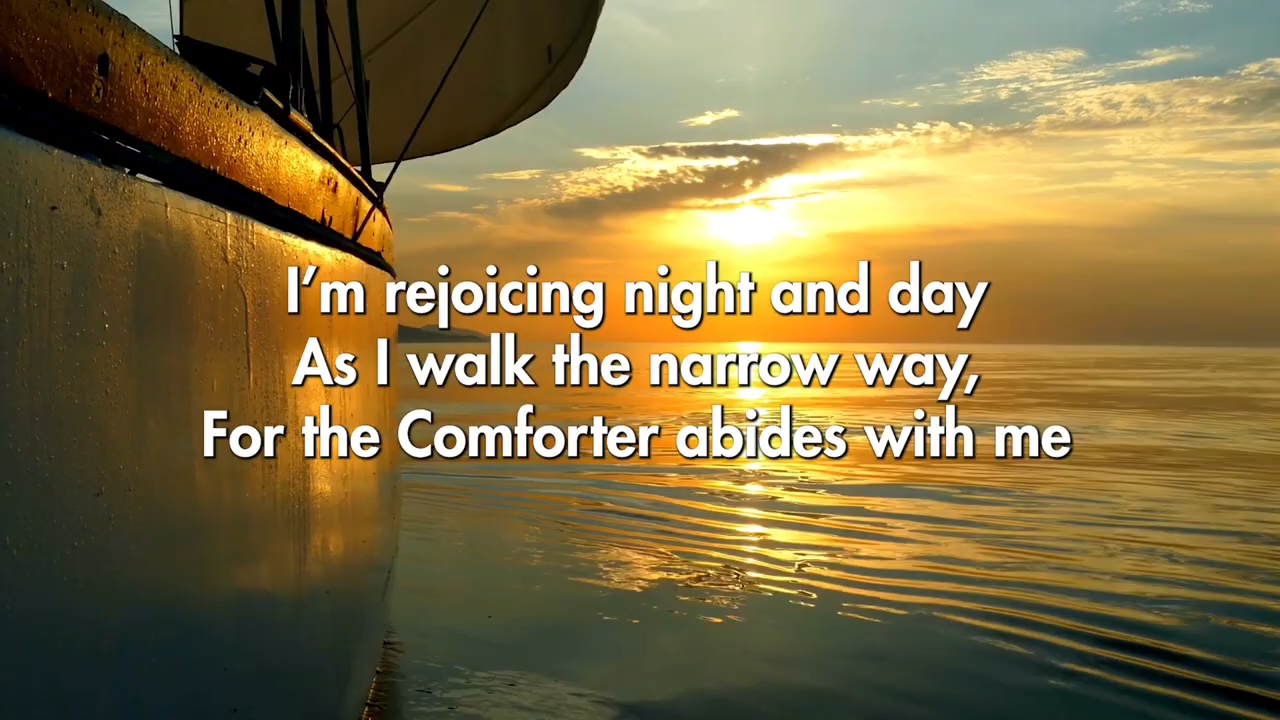 I’m rejoicing night and day
As I walk the narrow way,
For the Comforter abides with me